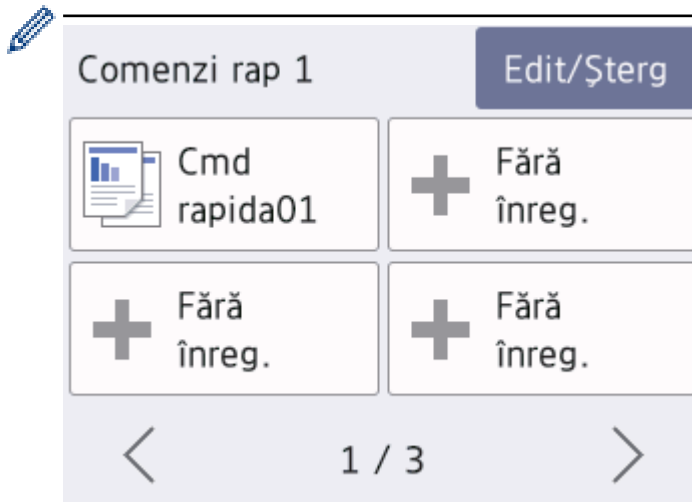 Comenzi rap 1
Edit/Şterg
Cmd
rapida01
Fără
înreg.
Fără
înreg.
Fără
înreg.
1 / 3